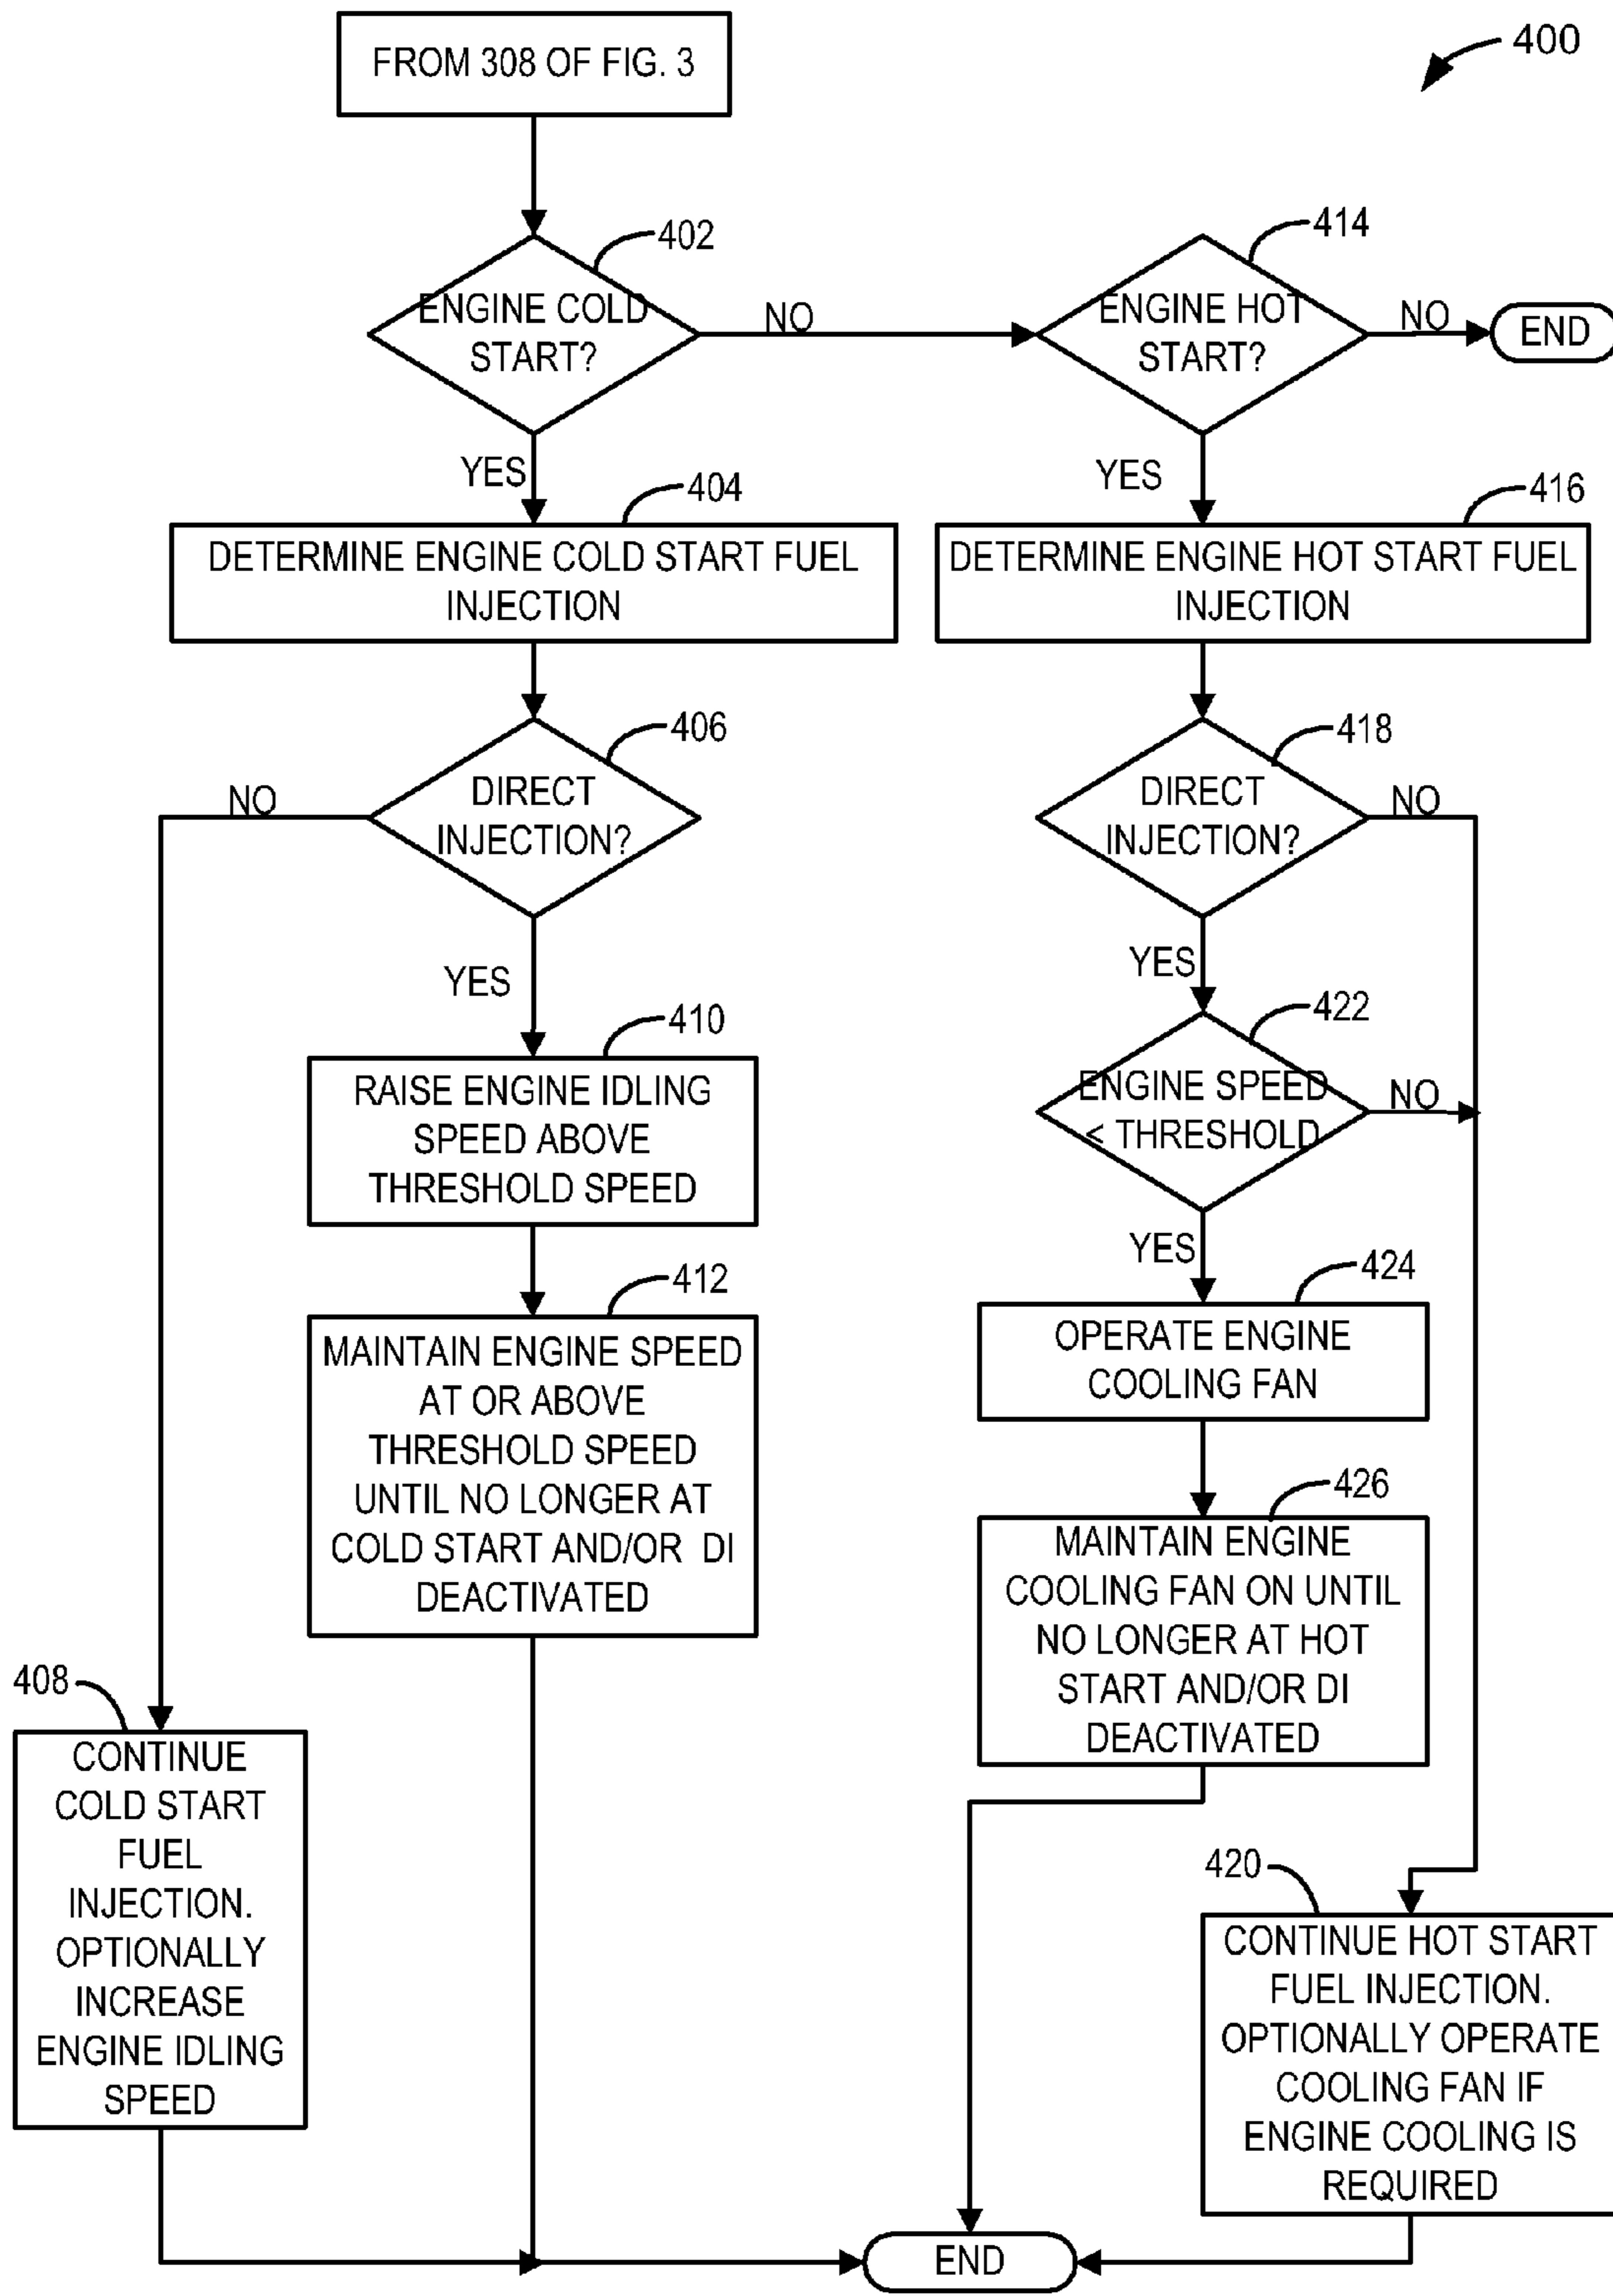 FROM 308 OF FIG. 3
400
402
ENGINE COLD
START?
NO
414
ENGINE HOT
START?
NO
END
YES
404
DETERMINE ENGINE COLD START FUEL
INJECTION
YES
416
DETERMINE ENGINE HOT START FUEL
INJECTION
406
DIRECT
INJECTION?
NO
YES
410
RAISE ENGINE IDLING
SPEED ABOVE
THRESHOLD SPEED
412
MAINTAIN ENGINE SPEED
AT OR ABOVE
THRESHOLD SPEED
UNTIL NO LONGER AT
COLD START AND/OR DI
DEACTIVATED
408
CONTINUE
COLD START
FUEL
INJECTION.
OPTIONALLY
INCREASE
ENGINE IDLING
SPEED
418
DIRECT
INJECTION?
NO
YES
422
ENGINE SPEED
< THRESHOLD
NO
YES
424
OPERATE ENGINE
COOLING FAN
426
MAINTAIN ENGINE
COOLING FAN ON UNTIL
NO LONGER AT HOT
START AND/OR DI
DEACTIVATED
420
CONTINUE HOT START
FUEL INJECTION.
OPTIONALLY OPERATE
COOLING FAN IF
ENGINE COOLING IS
REQUIRED
END